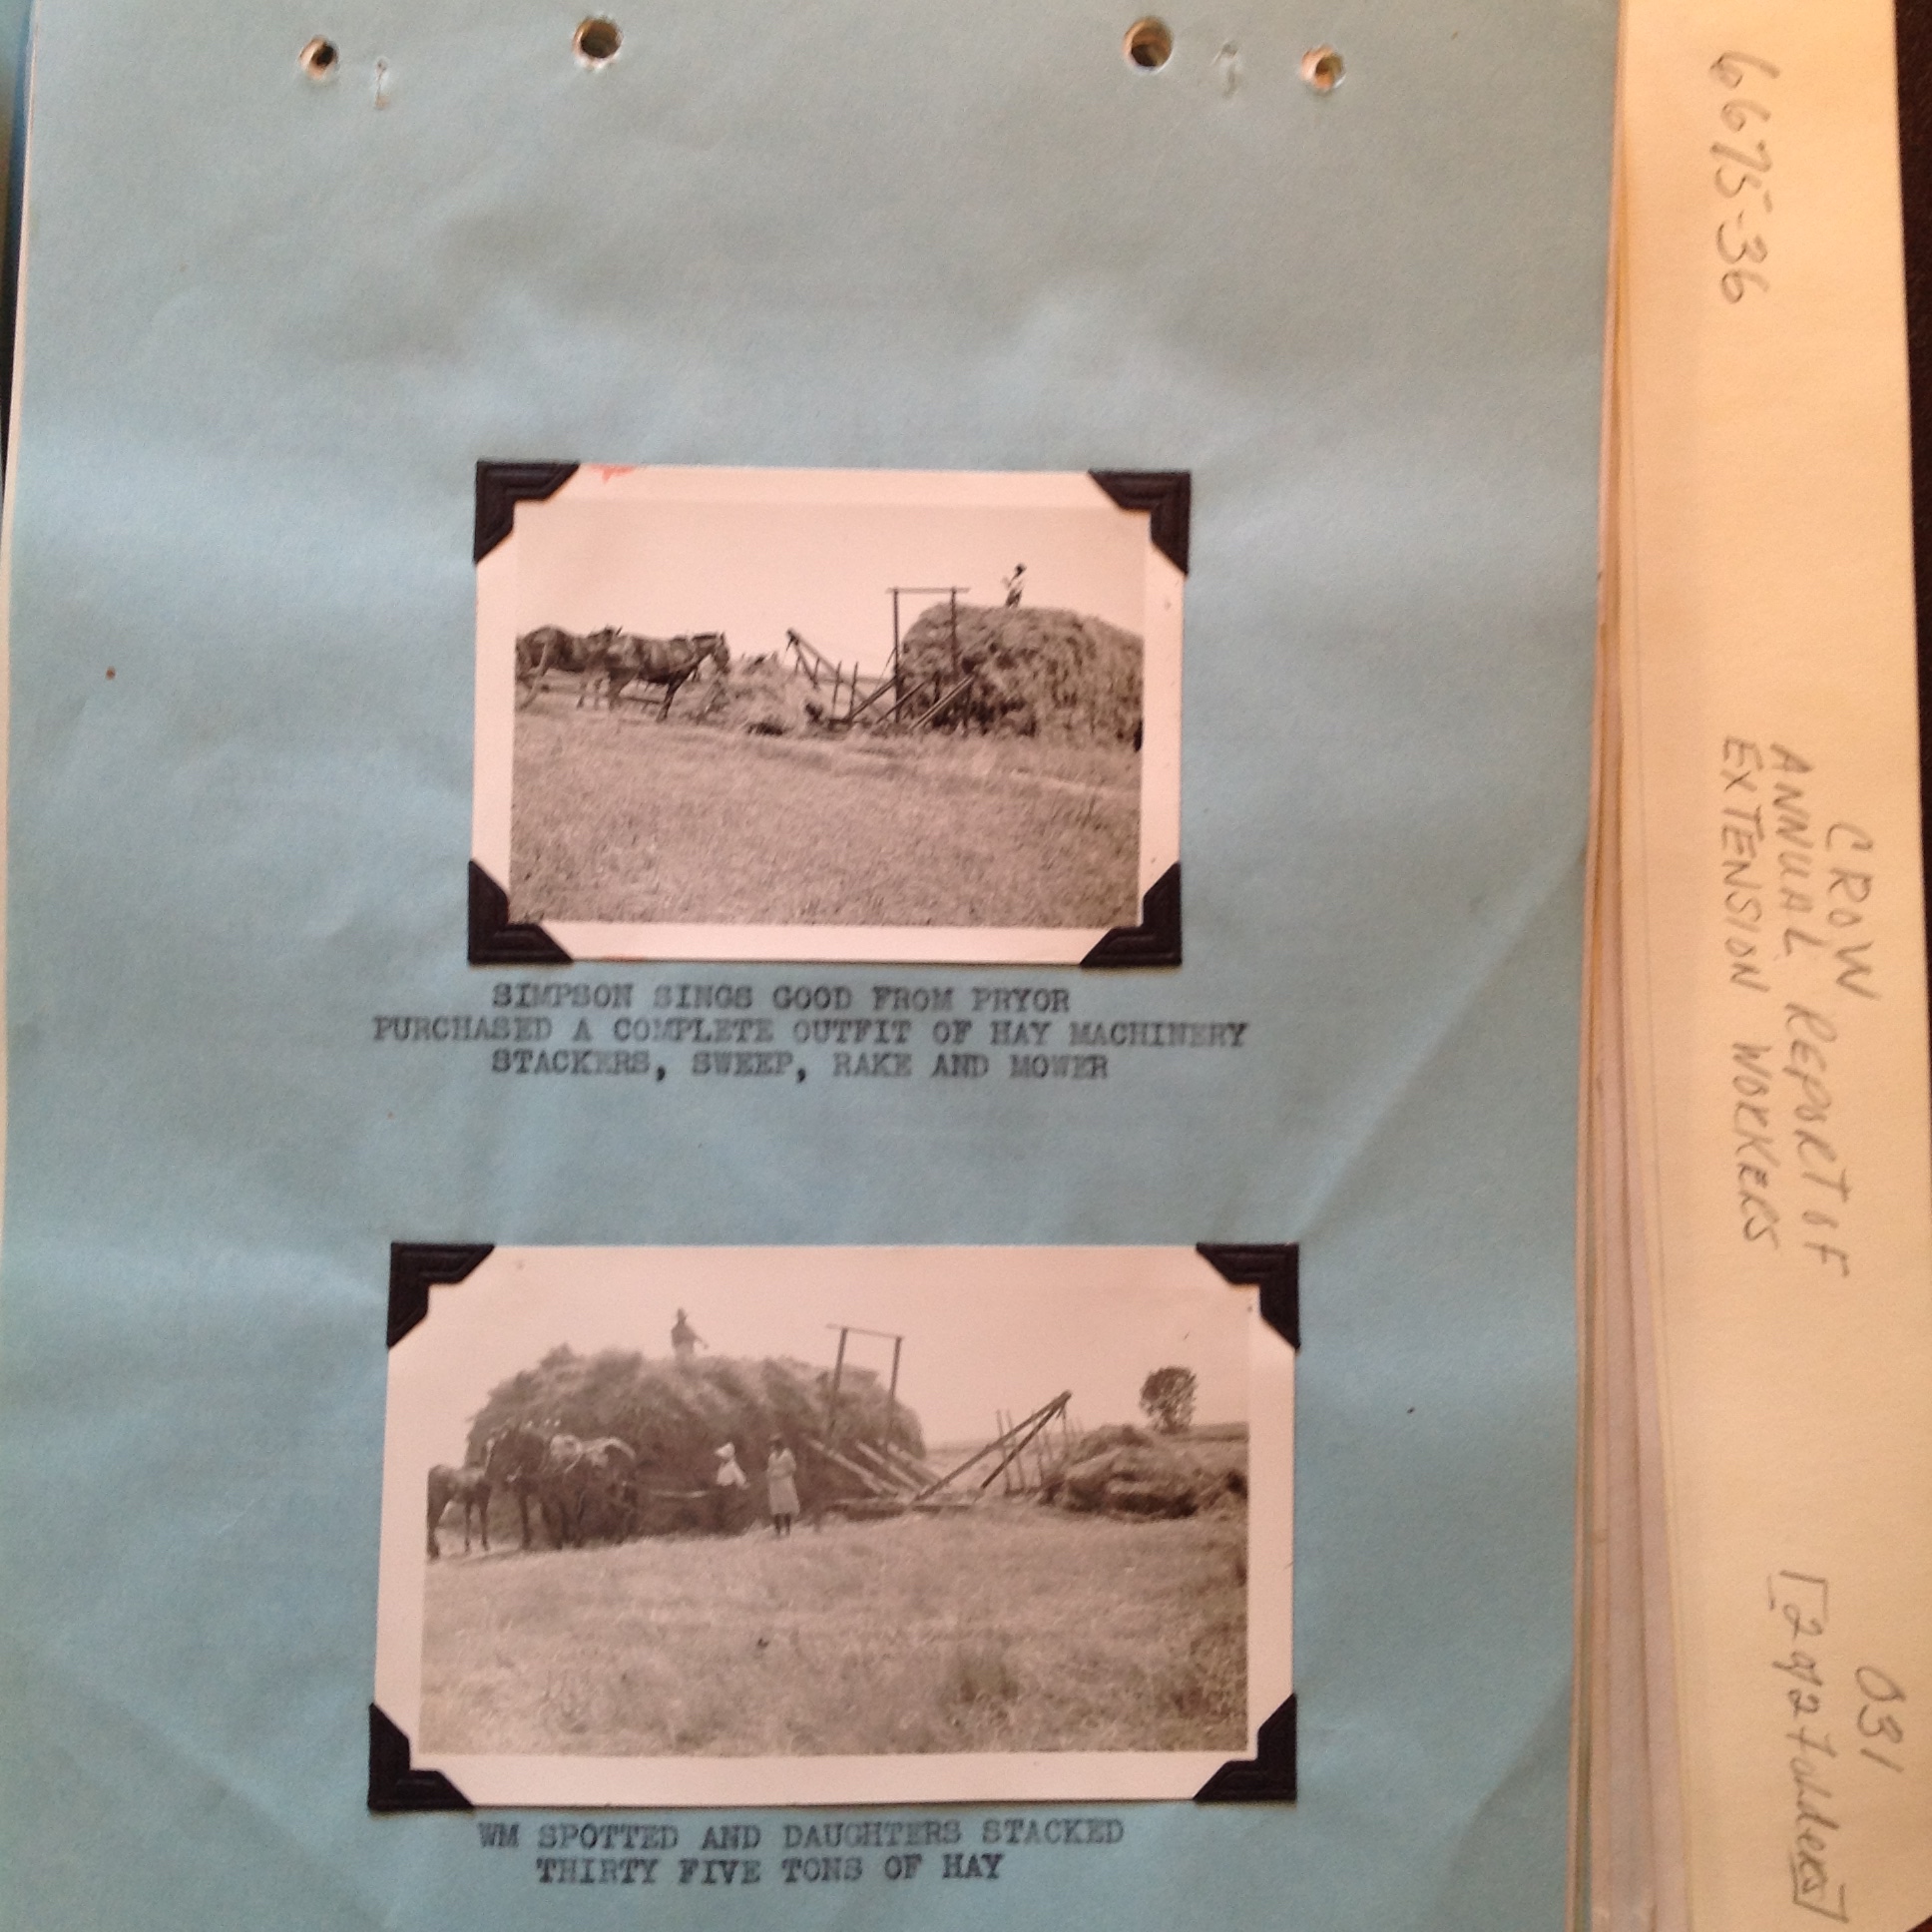 SIMPSON SINGS GOOD FROM PRYOR
PURCHASED A COMPLETE OUTFIT OF HAY MACHINERY
STACKERS, SWEEP, RAKE AND MOWER
WM SPOTTED AND DAUGHTERS STACKED
THIRTY FIVE TONS OF HAY
6675-36
CROW
ANNUAL REPORT OF
EXTENSION WORKERS
031
[2 of 2 folders]